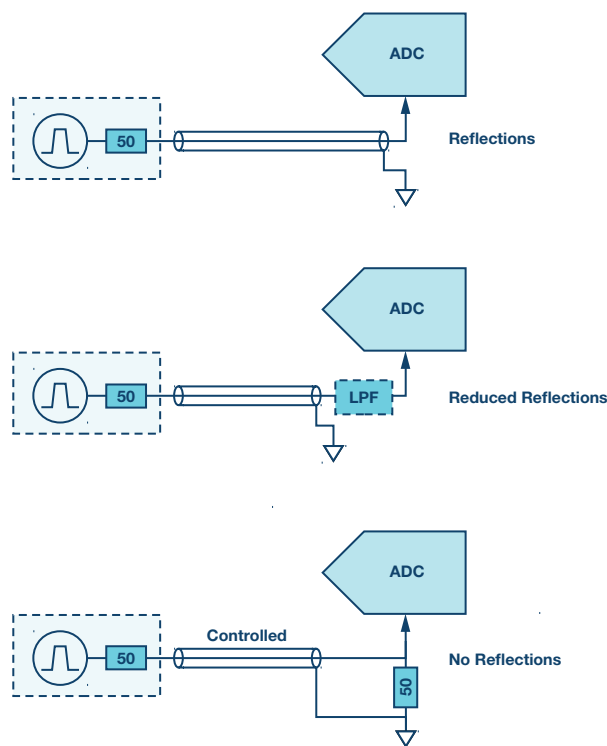 ADC
50
Reflections
ADC
50
LPF
Reduced Reflections
ADC
Controlled
50
No Reflections
50